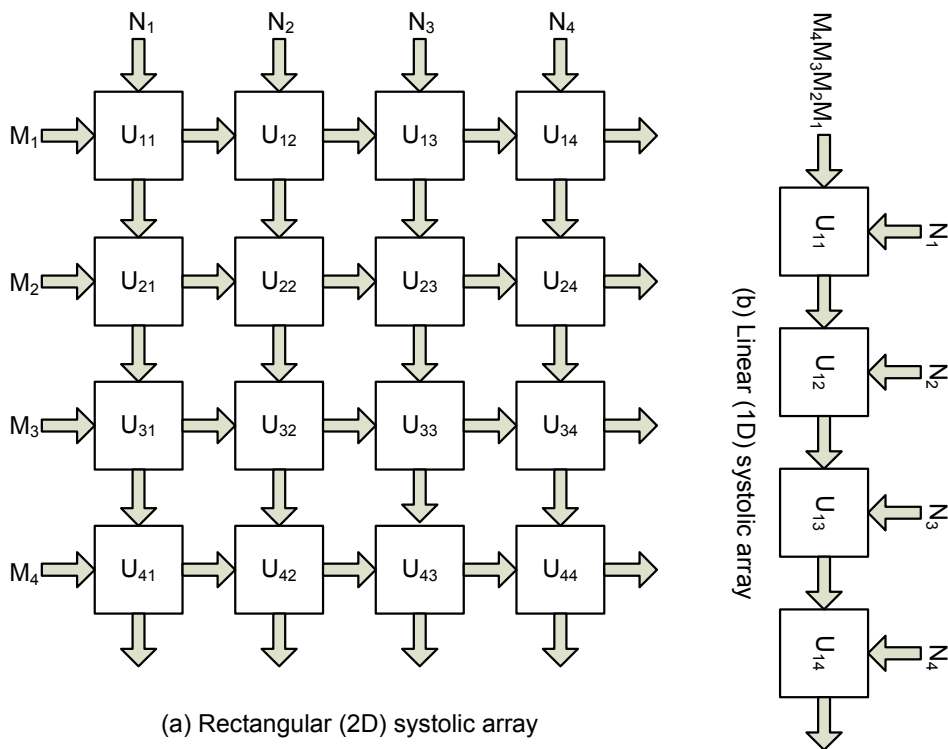 N₁ N₂ N₃ N₄
M₁ U₁₁ U₁₂ U₁₃ U₁₄
M₂ U₂₁ U₂₂ U₂₃ U₂₄
M₃ U₃₁ U₃₂ U₃₃ U₃₄
M₄ U₄₁ U₄₂ U₄₃ U₄₄
(a) Rectangular (2D) systolic array
M₄M₃M₂M₁
U₁₁ N₁
U₁₂ N₂
U₁₃ N₃
U₁₄ N₄
(b) Linear (1D) systolic array